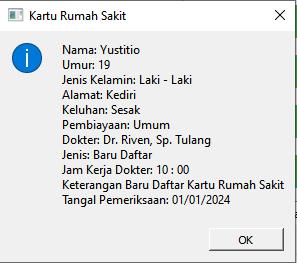 Kartu Rumah Sakit
Nama: Yustitio
Umur: 19
Jenis Kelamin: Laki - Laki
Alamat: Kediri
Keluhan: Sesak
Pembiayaan: Umum
Dokter: Dr. Riven, Sp. Tulang
Jenis: Baru Daftar
Jam Kerja Dokter: 10 : 00
Keterangan Baru Daftar Kartu Rumah Sakit
Tangal Pemeriksaan: 01/01/2024
OK